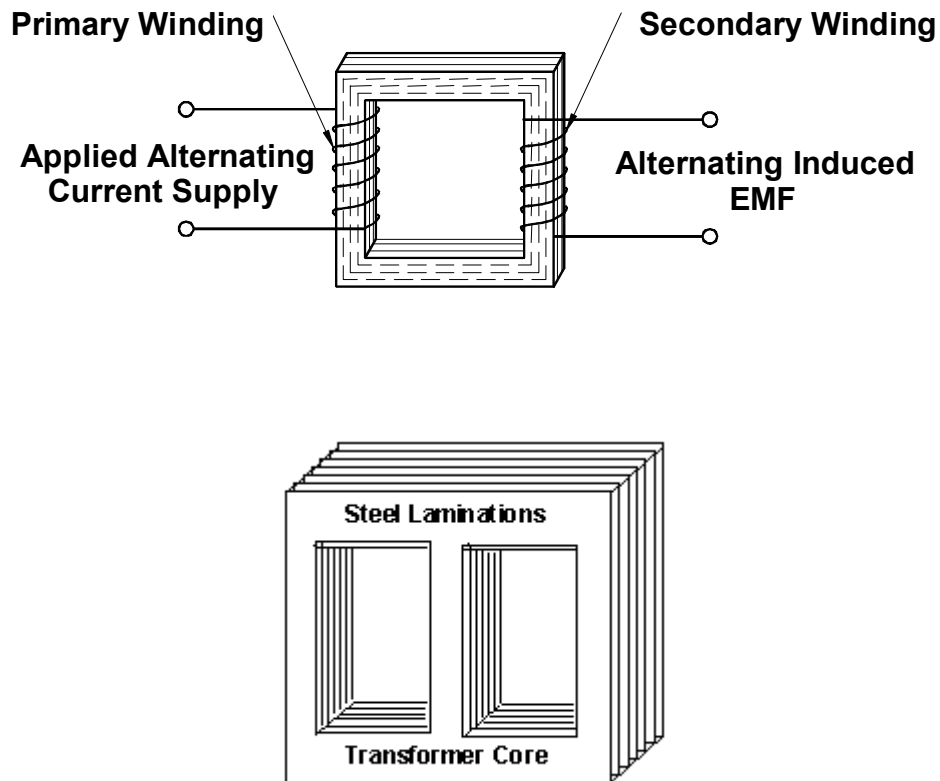 Primary Winding
Secondary Winding
Applied Alternating
Current Supply
Alternating Induced
EMF
Steel Laminations
Transformer Core